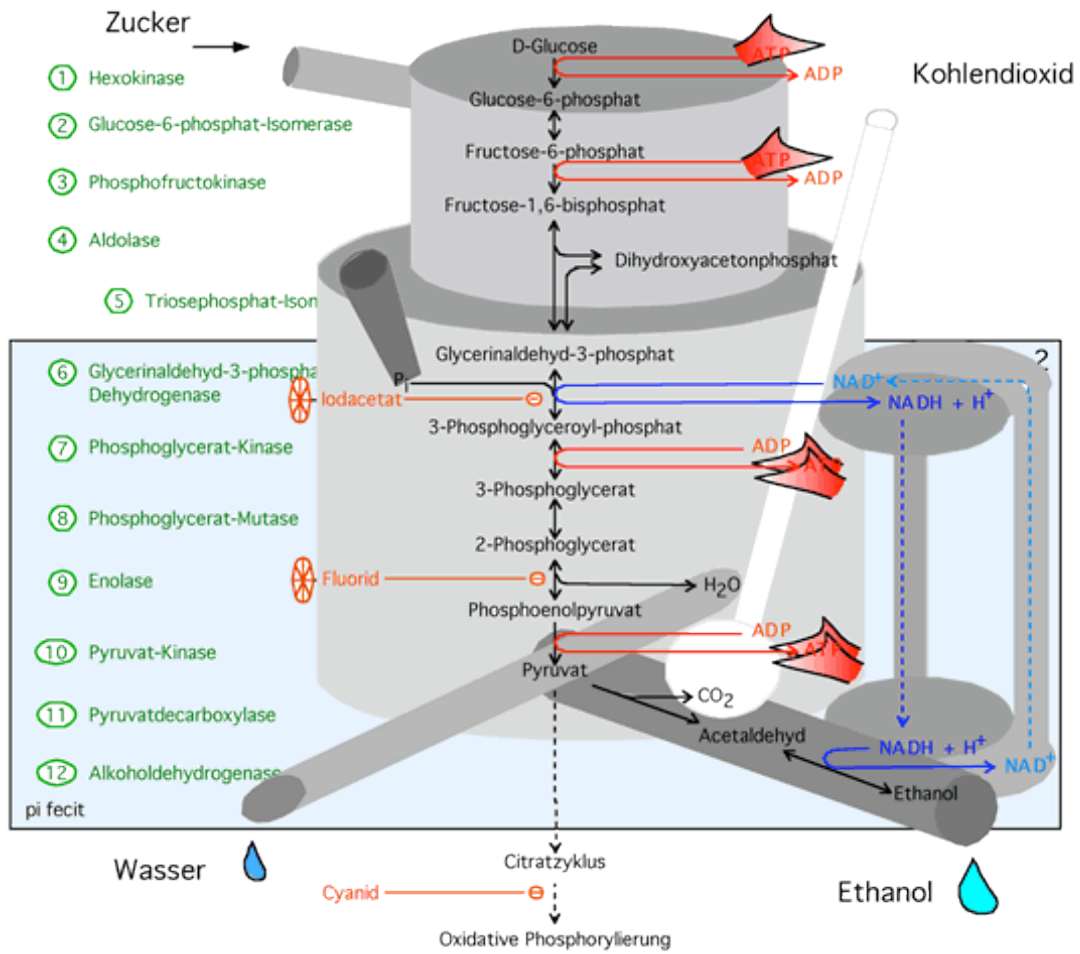 Zucker
D-Glucose
ATP
ADP
Kohlendioxid
1 Hexokinase
Glucose-6-phosphat
2 Glucose-6-phosphat-Isomerase
Fructose-6-phosphat
ATP
ADP
3 Phosphofructokinase
Fructose-1,6-bisphosphat
4 Aldolase
Dihydroxyacetonphosphat
5 Triosephosphat-Ison
Glycerinaldehyd-3-phosphat
2
6 Glycerinaldehyd-3-phospha
Dehydrogenase
Pi
NAD⁺
Iodacetat
NADH + H⁺
3-Phosphoglyceroyl-phosphat
7 Phosphoglycerat-Kinase
ADP
ATP
3-Phosphoglycerat
8 Phosphoglycerat-Mutase
2-Phosphoglycerat
9 Enolase
Fluorid
H₂O
Phosphoenolpyruvat
ADP
10 Pyruvat-Kinase
ATP
Pyruvat
CO₂
11 Pyruvatdecarboxylase
Acetaldehyd
NADH + H⁺
NAD⁺
12 Alkoholdehydrogenase
Ethanol
pi fecit
Wasser
Citratzyklus
Cyanid
Ethanol
Oxidative Phosphorylierung